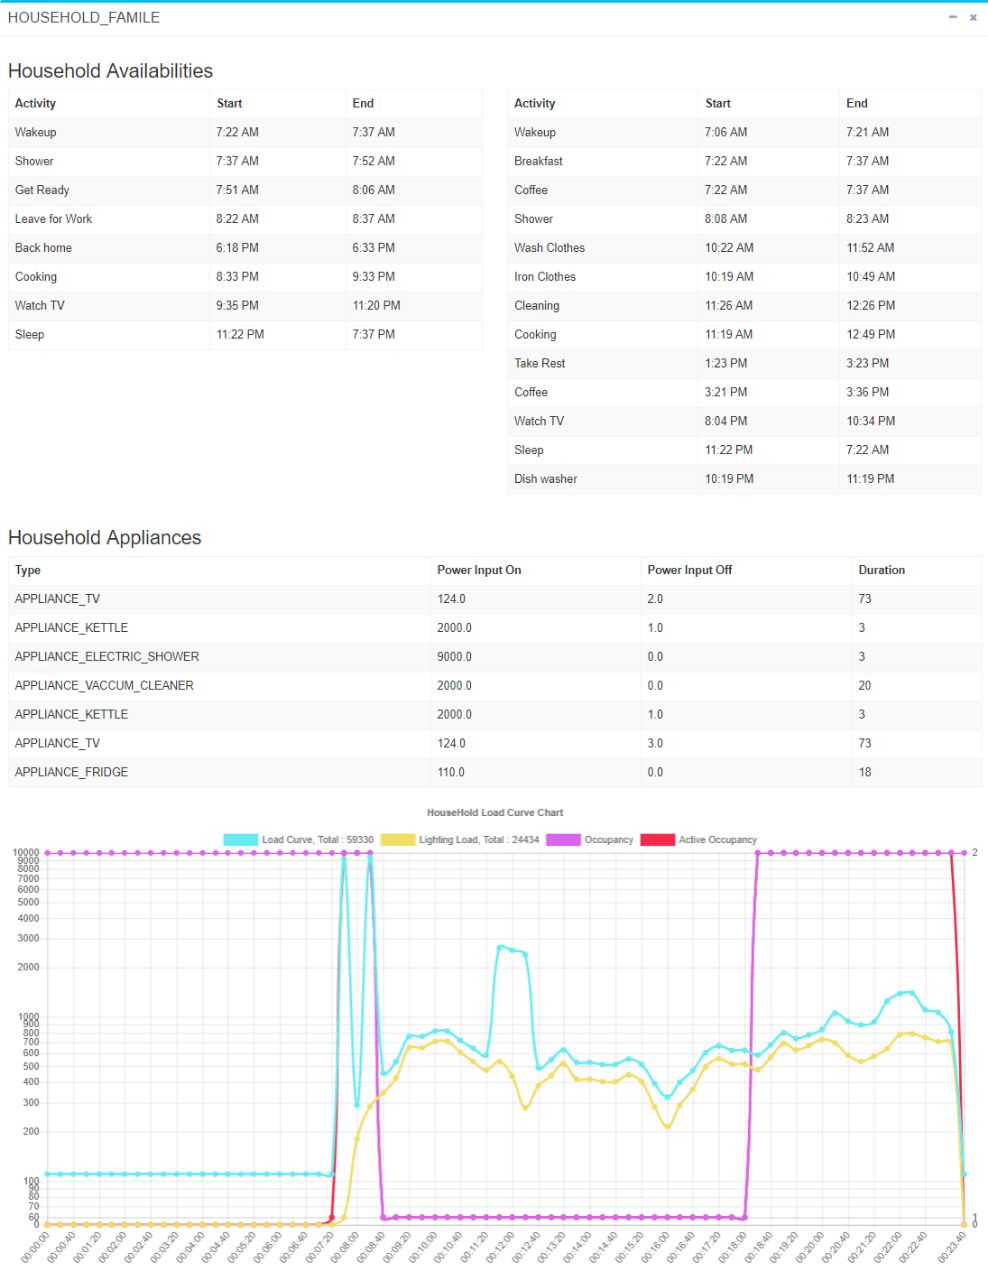 HOUSEHOLD_FAMILE
Household Availabilities
Activity Start End
Wakeup 7:22 AM 7:37 AM
Shower 7:37 AM 7:52 AM
Get Ready 7:51 AM 8:06 AM
Leave for Work 8:22 AM 8:37 AM
Back home 6:18 PM 6:33 PM
Cooking 8:33 PM 9:33 PM
Watch TV 9:35 PM 11:20 PM
Sleep 11:22 PM 7:37 PM
Activity Start End
Wakeup 7:06 AM 7:21 AM
Breakfast 7:22 AM 7:37 AM
Coffee 7:22 AM 7:37 AM
Shower 8:08 AM 8:23 AM
Wash Clothes 10:22 AM 11:52 AM
Iron Clothes 10:19 AM 10:49 AM
Cleaning 11:26 AM 12:26 PM
Cooking 11:19 AM 12:49 PM
Take Rest 1:23 PM 3:23 PM
Coffee 3:21 PM 3:36 PM
Watch TV 8:04 PM 10:34 PM
Sleep 11:22 PM 7:22 AM
Dish washer 10:19 PM 11:19 PM
Household Appliances
Type Power Input On Power Input Off Duration
APPLIANCE_TV 124.0 2.0 73
APPLIANCE_KETTLE 2000.0 1.0 3
APPLIANCE_ELECTRIC_SHOWER 9000.0 0.0 3
APPLIANCE_VACCUM_CLEANER 2000.0 0.0 20
APPLIANCE_KETTLE 2000.0 1.0 3
APPLIANCE_TV 124.0 3.0 73
APPLIANCE_FRIDGE 110.0 0.0 18
HouseHold Load Curve Chart
Load Curve, Total : 59330 Lighting Load, Total : 24434 Occupancy Active Occupancy
10000 2
9000
8000
7000
6000
5000
4000
3000
2000
1000
900
800
700
600
500
400
300
200
100
90
80
70
60 1
0 0
00:00:00 00:00:40 00:01:20 00:02:00 00:02:40 00:03:20 00:04:00 00:04:40 00:05:20 00:06:00 00:06:40 00:07:20 00:08:00 00:08:40 00:09:20 00:10:00 00:10:40 00:11:20 00:12:00 00:12:40 00:13:20 00:14:00 00:14:40 00:15:20 00:16:00 00:16:40 00:17:20 00:18:00 00:18:40 00:19:20 00:20:00 00:20:40 00:21:20 00:22:00 00:22:40 00:23:40